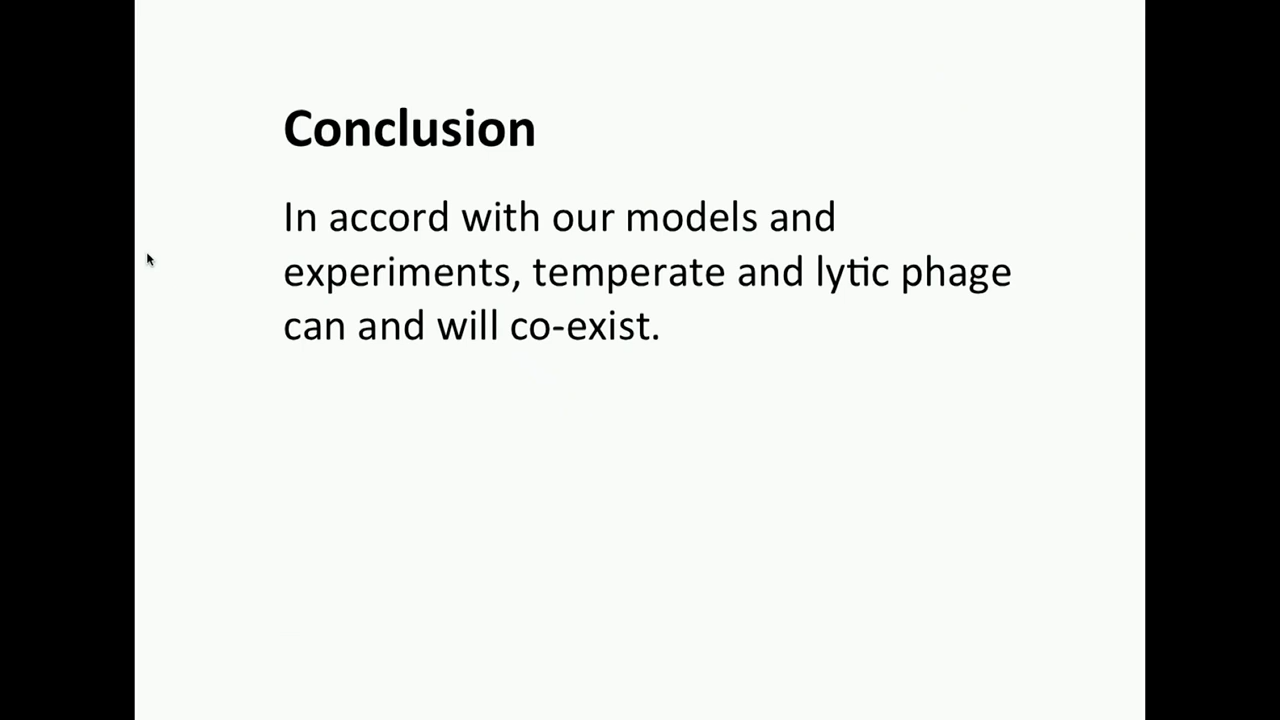 Conclusion
In accord with our models and
experiments, temperate and lytic phage
can and will co-exist.